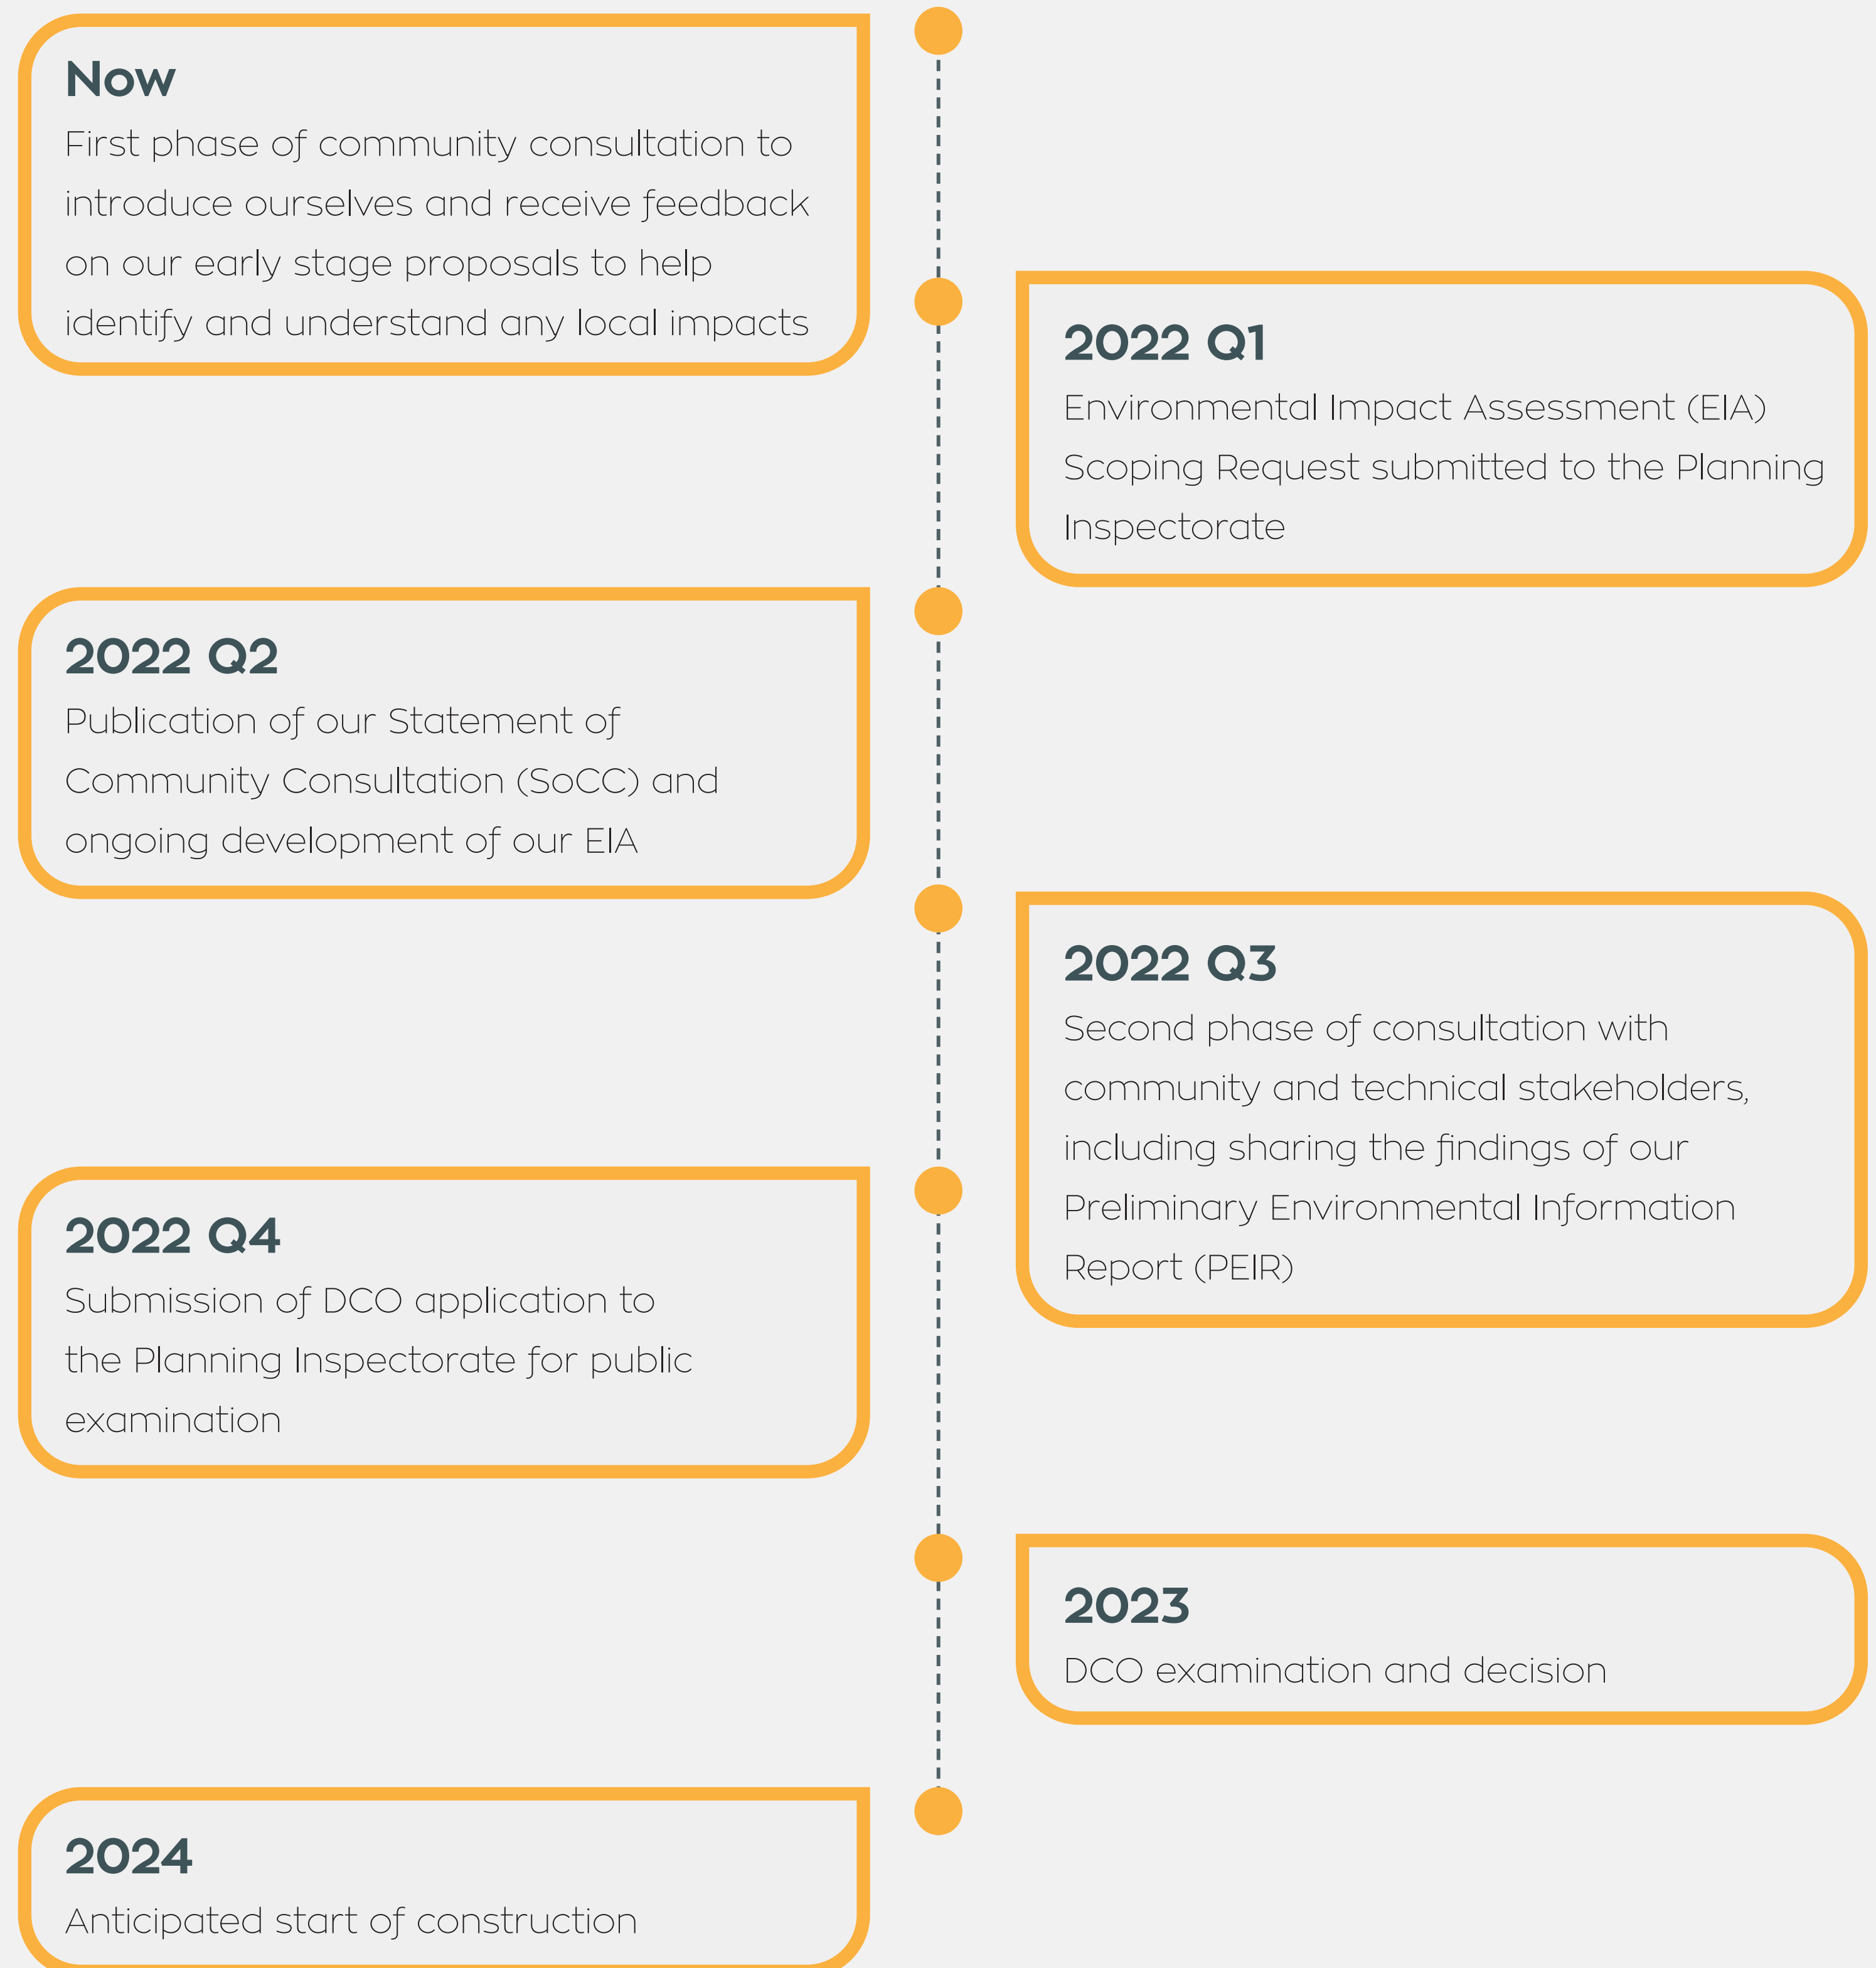 Now
First phase of community consultation to
introduce ourselves and receive feedback
on our early stage proposals to help
identify and understand any local impacts
2022 Q1
Environmental Impact Assessment (EIA)
Scoping Request submitted to the Planning
Inspectorate
2022 Q2
Publication of our Statement of
Community Consultation (SoCC) and
ongoing development of our EIA
2022 Q3
Second phase of consultation with
community and technical stakeholders,
including sharing the findings of our
Preliminary Environmental Information
Report (PEIR)
2022 Q4
Submission of DCO application to
the Planning Inspectorate for public
examination
2023
DCO examination and decision
2024
Anticipated start of construction